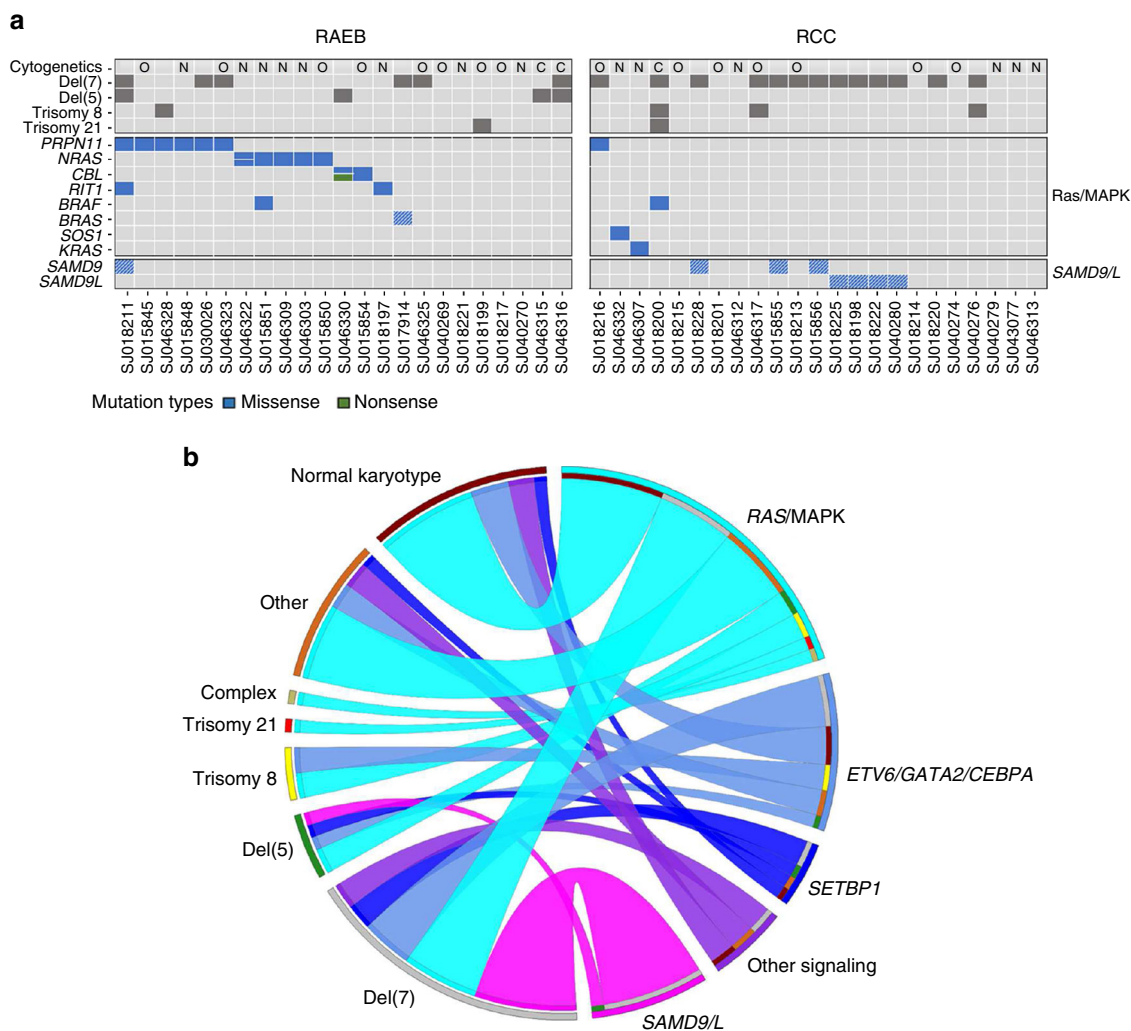 a
RAEB
RCC
Cytogenetics - O N O N N N N O O N O O N O O C C O N N C O O N O O O O N N N
Del(7) -
Del(5) -
Trisomy 8 -
Trisomy 21 -
PRPN11 -
NRAS -
CBL -
RIT1 -
BRAF -
BRAS -
SOS1 -
KRAS -
SAMD9 -
SAMD9L -
Ras/MAPK
SAMD9/L
SJ018211 -
SJ015845 -
SJ046328 -
SJ015848 -
SJ030026 -
SJ046323 -
SJ046322 -
SJ015851 -
SJ046309 -
SJ046303 -
SJ015850 -
SJ046330 -
SJ015854 -
SJ015897 -
SJ017914 -
SJ046325 -
SJ040269 -
SJ018221 -
SJ018199 -
SJ018217 -
SJ040270 -
SJ046315 -
SJ046316 -
SJ018216 -
SJ046332 -
SJ046307 -
SJ018200 -
SJ018215 -
SJ018228 -
SJ018201 -
SJ046312 -
SJ046317 -
SJ015855 -
SJ018213 -
SJ015856 -
SJ018225 -
SJ018196 -
SJ018222 -
SJ040280 -
SJ018214 -
SJ018220 -
SJ040274 -
SJ040276 -
SJ040279 -
SJ043077 -
SJ046313 -
Mutation types Missense Nonsense
b
Normal karyotype
RAS/MAPK
Other
Complex
Trisomy 21
Trisomy 8
ETV6/GATA2/CEBPA
Del(5)
SETBP1
Other signaling
Del(7)
SAMD9/L